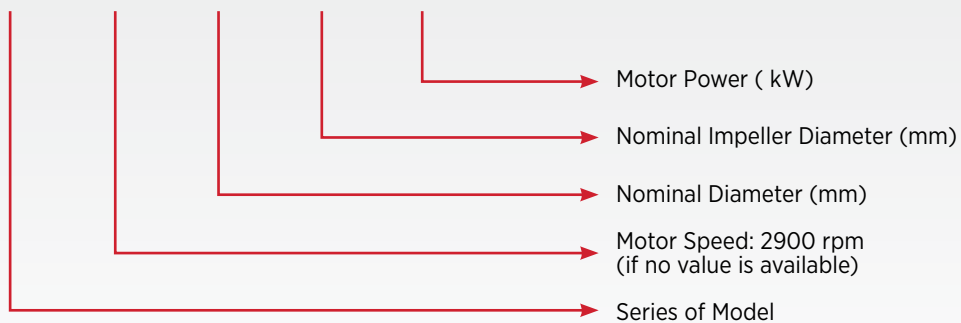 Motor Power ( kW)
Nominal Impeller Diameter (mm)
Nominal Diameter (mm)
Motor Speed: 2900 rpm
(if no value is available)
Series of Model